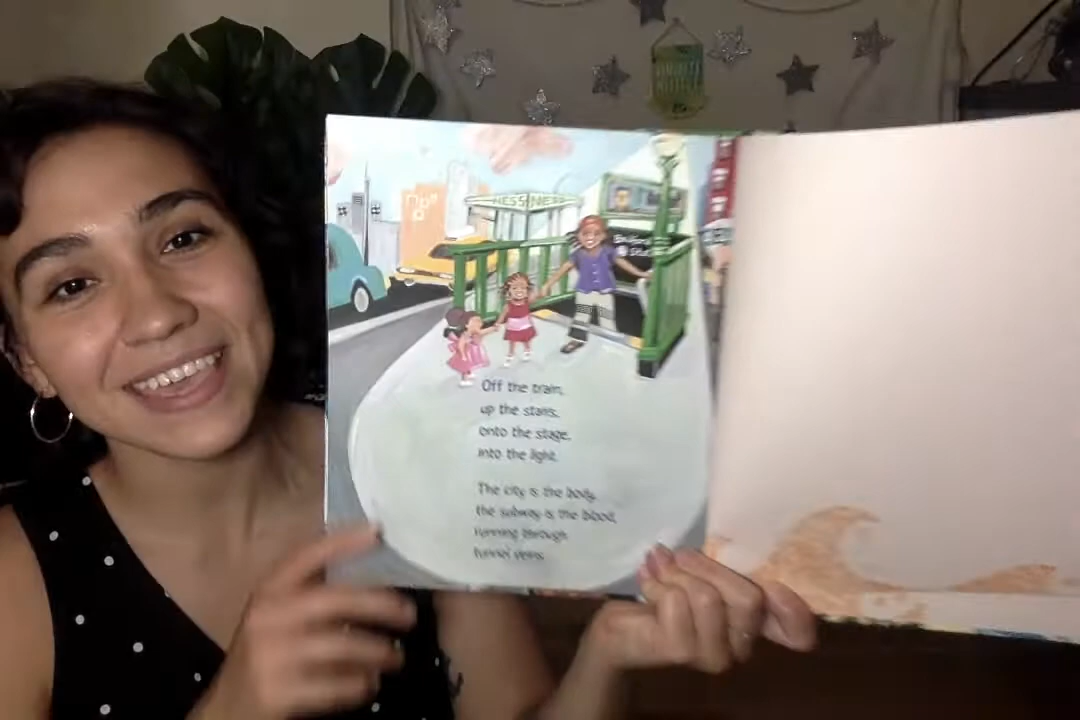 Off the train,
up the stairs,
onto the stage,
into the light.
The city is the body,
the subway is the blood,
running through
tunnel veins.